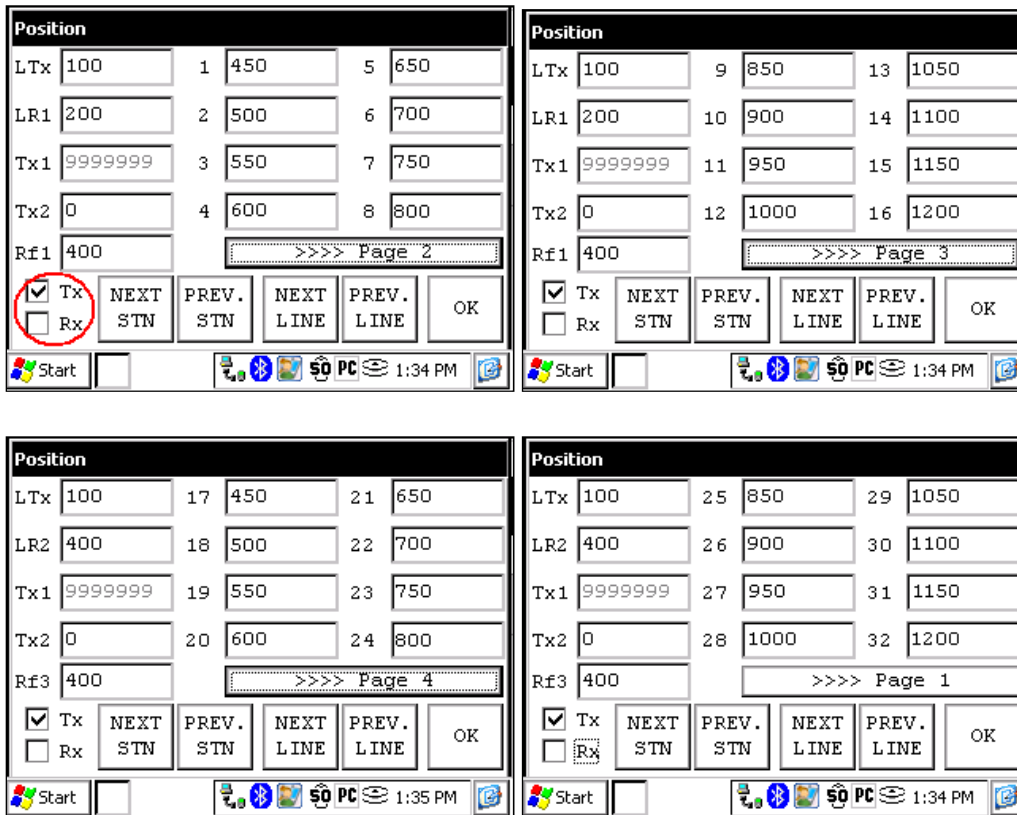 Position
LTx 100 1 450 5 650
LR1 200 2 500 6 700
Tx1 9999999 3 550 7 750
Tx2 0 4 600 8 800
Rf1 400 >>>> Page 2
Tx NEXT PREV. NEXT PREV. OK
Rx STN STN LINE LINE
Start SO PC 1:34 PM
Position
LTx 100 9 850 13 1050
LR1 200 10 900 14 1100
Tx1 9999999 11 950 15 1150
Tx2 0 12 1000 16 1200
Rf1 400 >>>> Page 3
Tx NEXT PREV. NEXT PREV. OK
Rx STN STN LINE LINE
Start SO PC 1:34 PM
Position
LTx 100 17 450 21 650
LR2 400 18 500 22 700
Tx1 9999999 19 550 23 750
Tx2 0 20 600 24 800
Rf3 400 >>>> Page 4
Tx NEXT PREV. NEXT PREV. OK
Rx STN STN LINE LINE
Start SO PC 1:35 PM
Position
LTx 100 25 850 29 1050
LR2 400 26 900 30 1100
Tx1 9999999 27 950 31 1150
Tx2 0 28 1000 32 1200
Rf3 400 >>>> Page 1
Tx NEXT PREV. NEXT PREV. OK
Rx STN STN LINE LINE
Start SO PC 1:34 PM